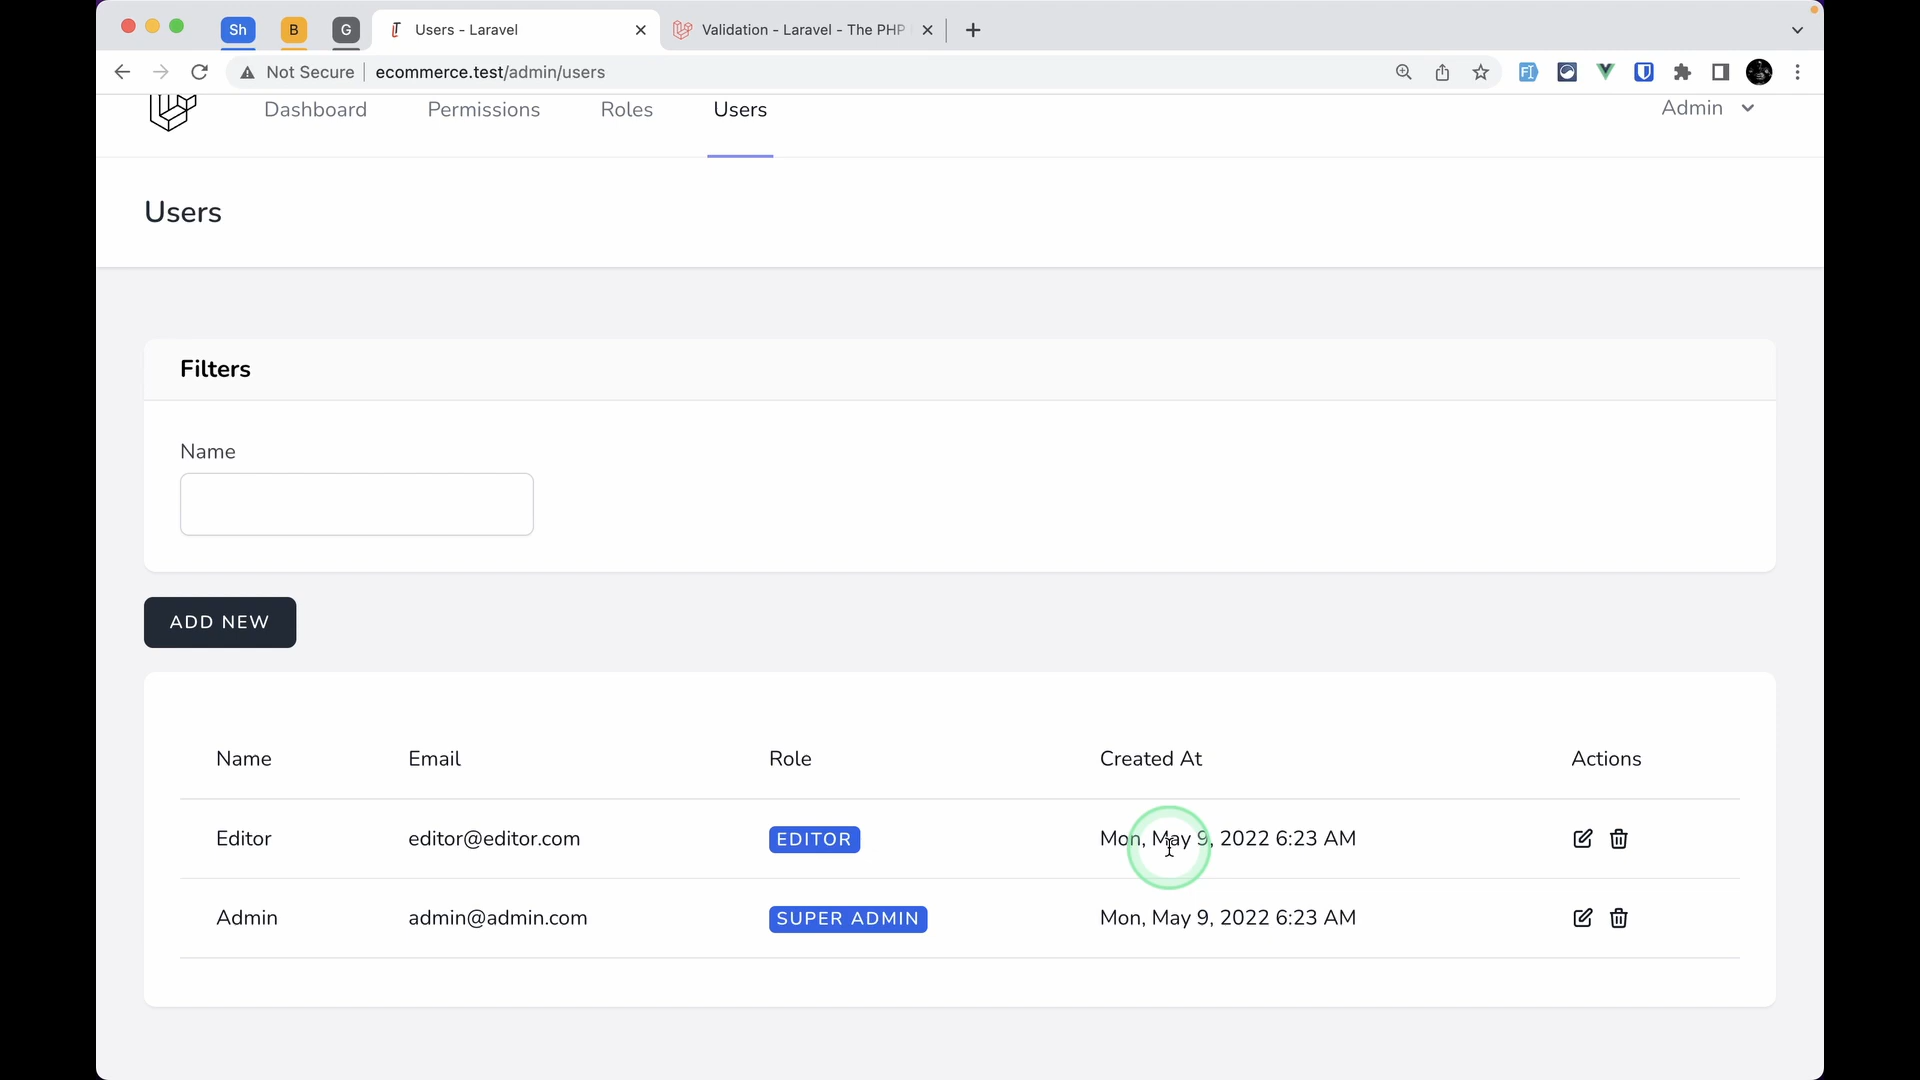 Sh B G Users - Laravel Validation - Laravel - The PHP
Not Secure ecommerce.test/admin/users
Dashboard Permissions Roles Users Admin
Users
Filters
Name
ADD NEW
Name Email Role Created At Actions
Editor editor@editor.com EDITOR Mon, May 9, 2022 6:23 AM
Admin admin@admin.com SUPER ADMIN Mon, May 9, 2022 6:23 AM